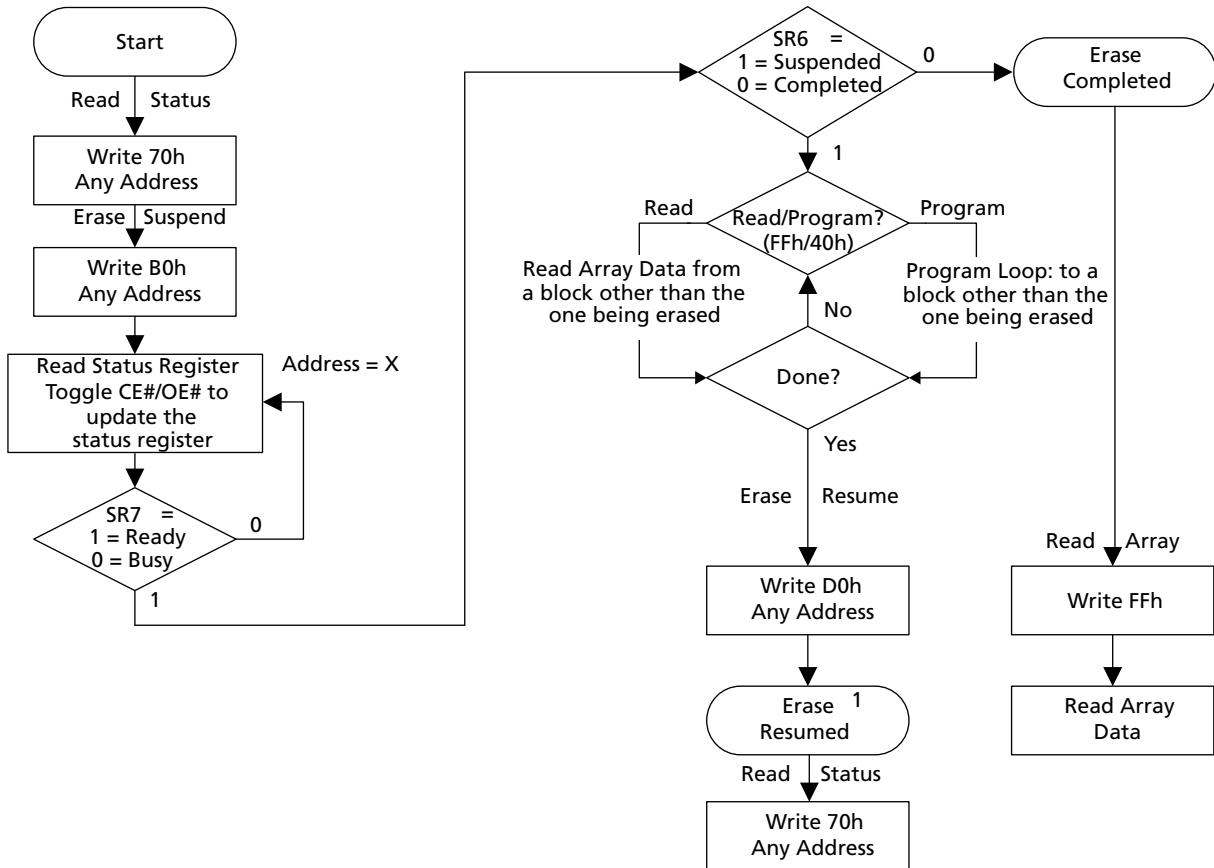 Start
Read Status
Write 70h
Any Address
Erase Suspend
Write B0h
Any Address
Read Status Register
Toggle CE#/OE# to
update the
status register
Address = X
SR7 =
1 = Ready
0 = Busy
0
1
SR6 =
1 = Suspended
0 = Completed
0
1
Erase
Completed
Read/Program?
(FFh/40h)
Read
Program
Read Array Data from
a block other than the
one being erased
Program Loop: to a
block other than the
one being erased
No
Done?
Yes
Erase Resume
Write D0h
Any Address
Erase 1
Resumed
Read Status
Write 70h
Any Address
Read Array
Write FFh
Read Array
Data